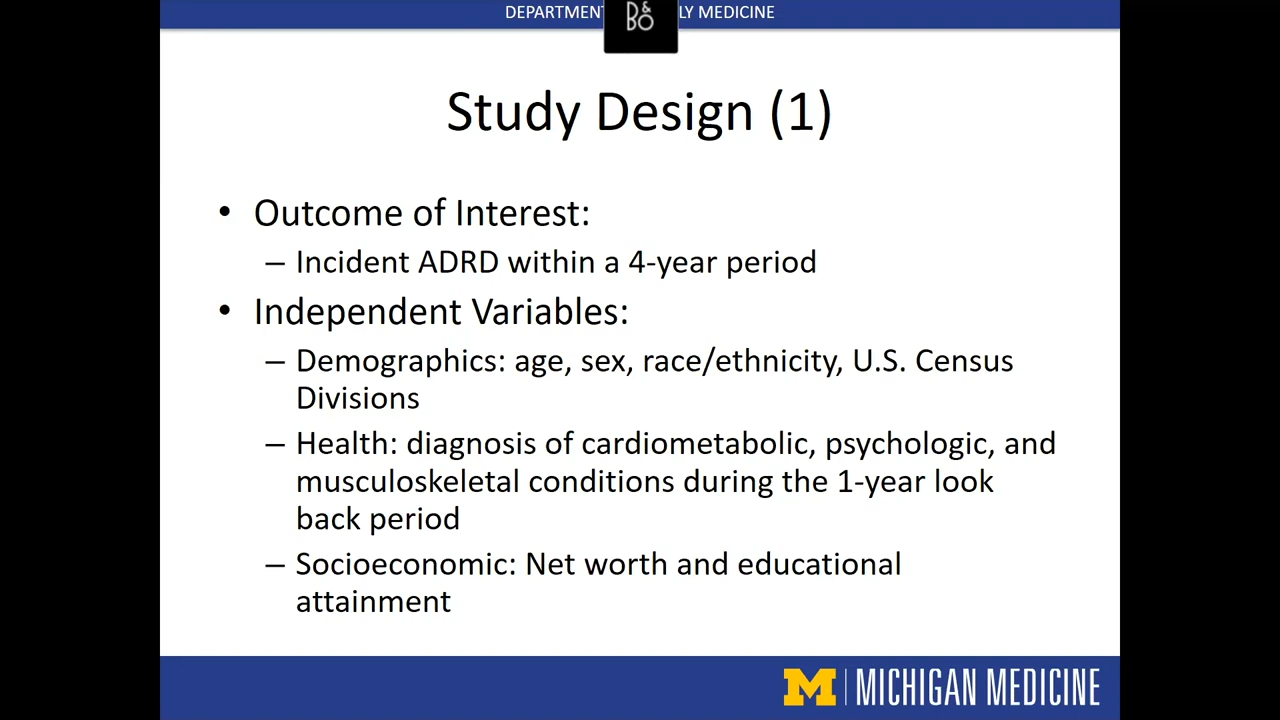 DEPARTMENT LY MEDICINE
D&
BO
Study Design (1)
• Outcome of Interest:
– Incident ADRD within a 4-year period
• Independent Variables:
– Demographics: age, sex, race/ethnicity, U.S. Census
Divisions
– Health: diagnosis of cardiometabolic, psychologic, and
musculoskeletal conditions during the 1-year look
back period
– Socioeconomic: Net worth and educational
attainment
M | MICHIGAN MEDICINE